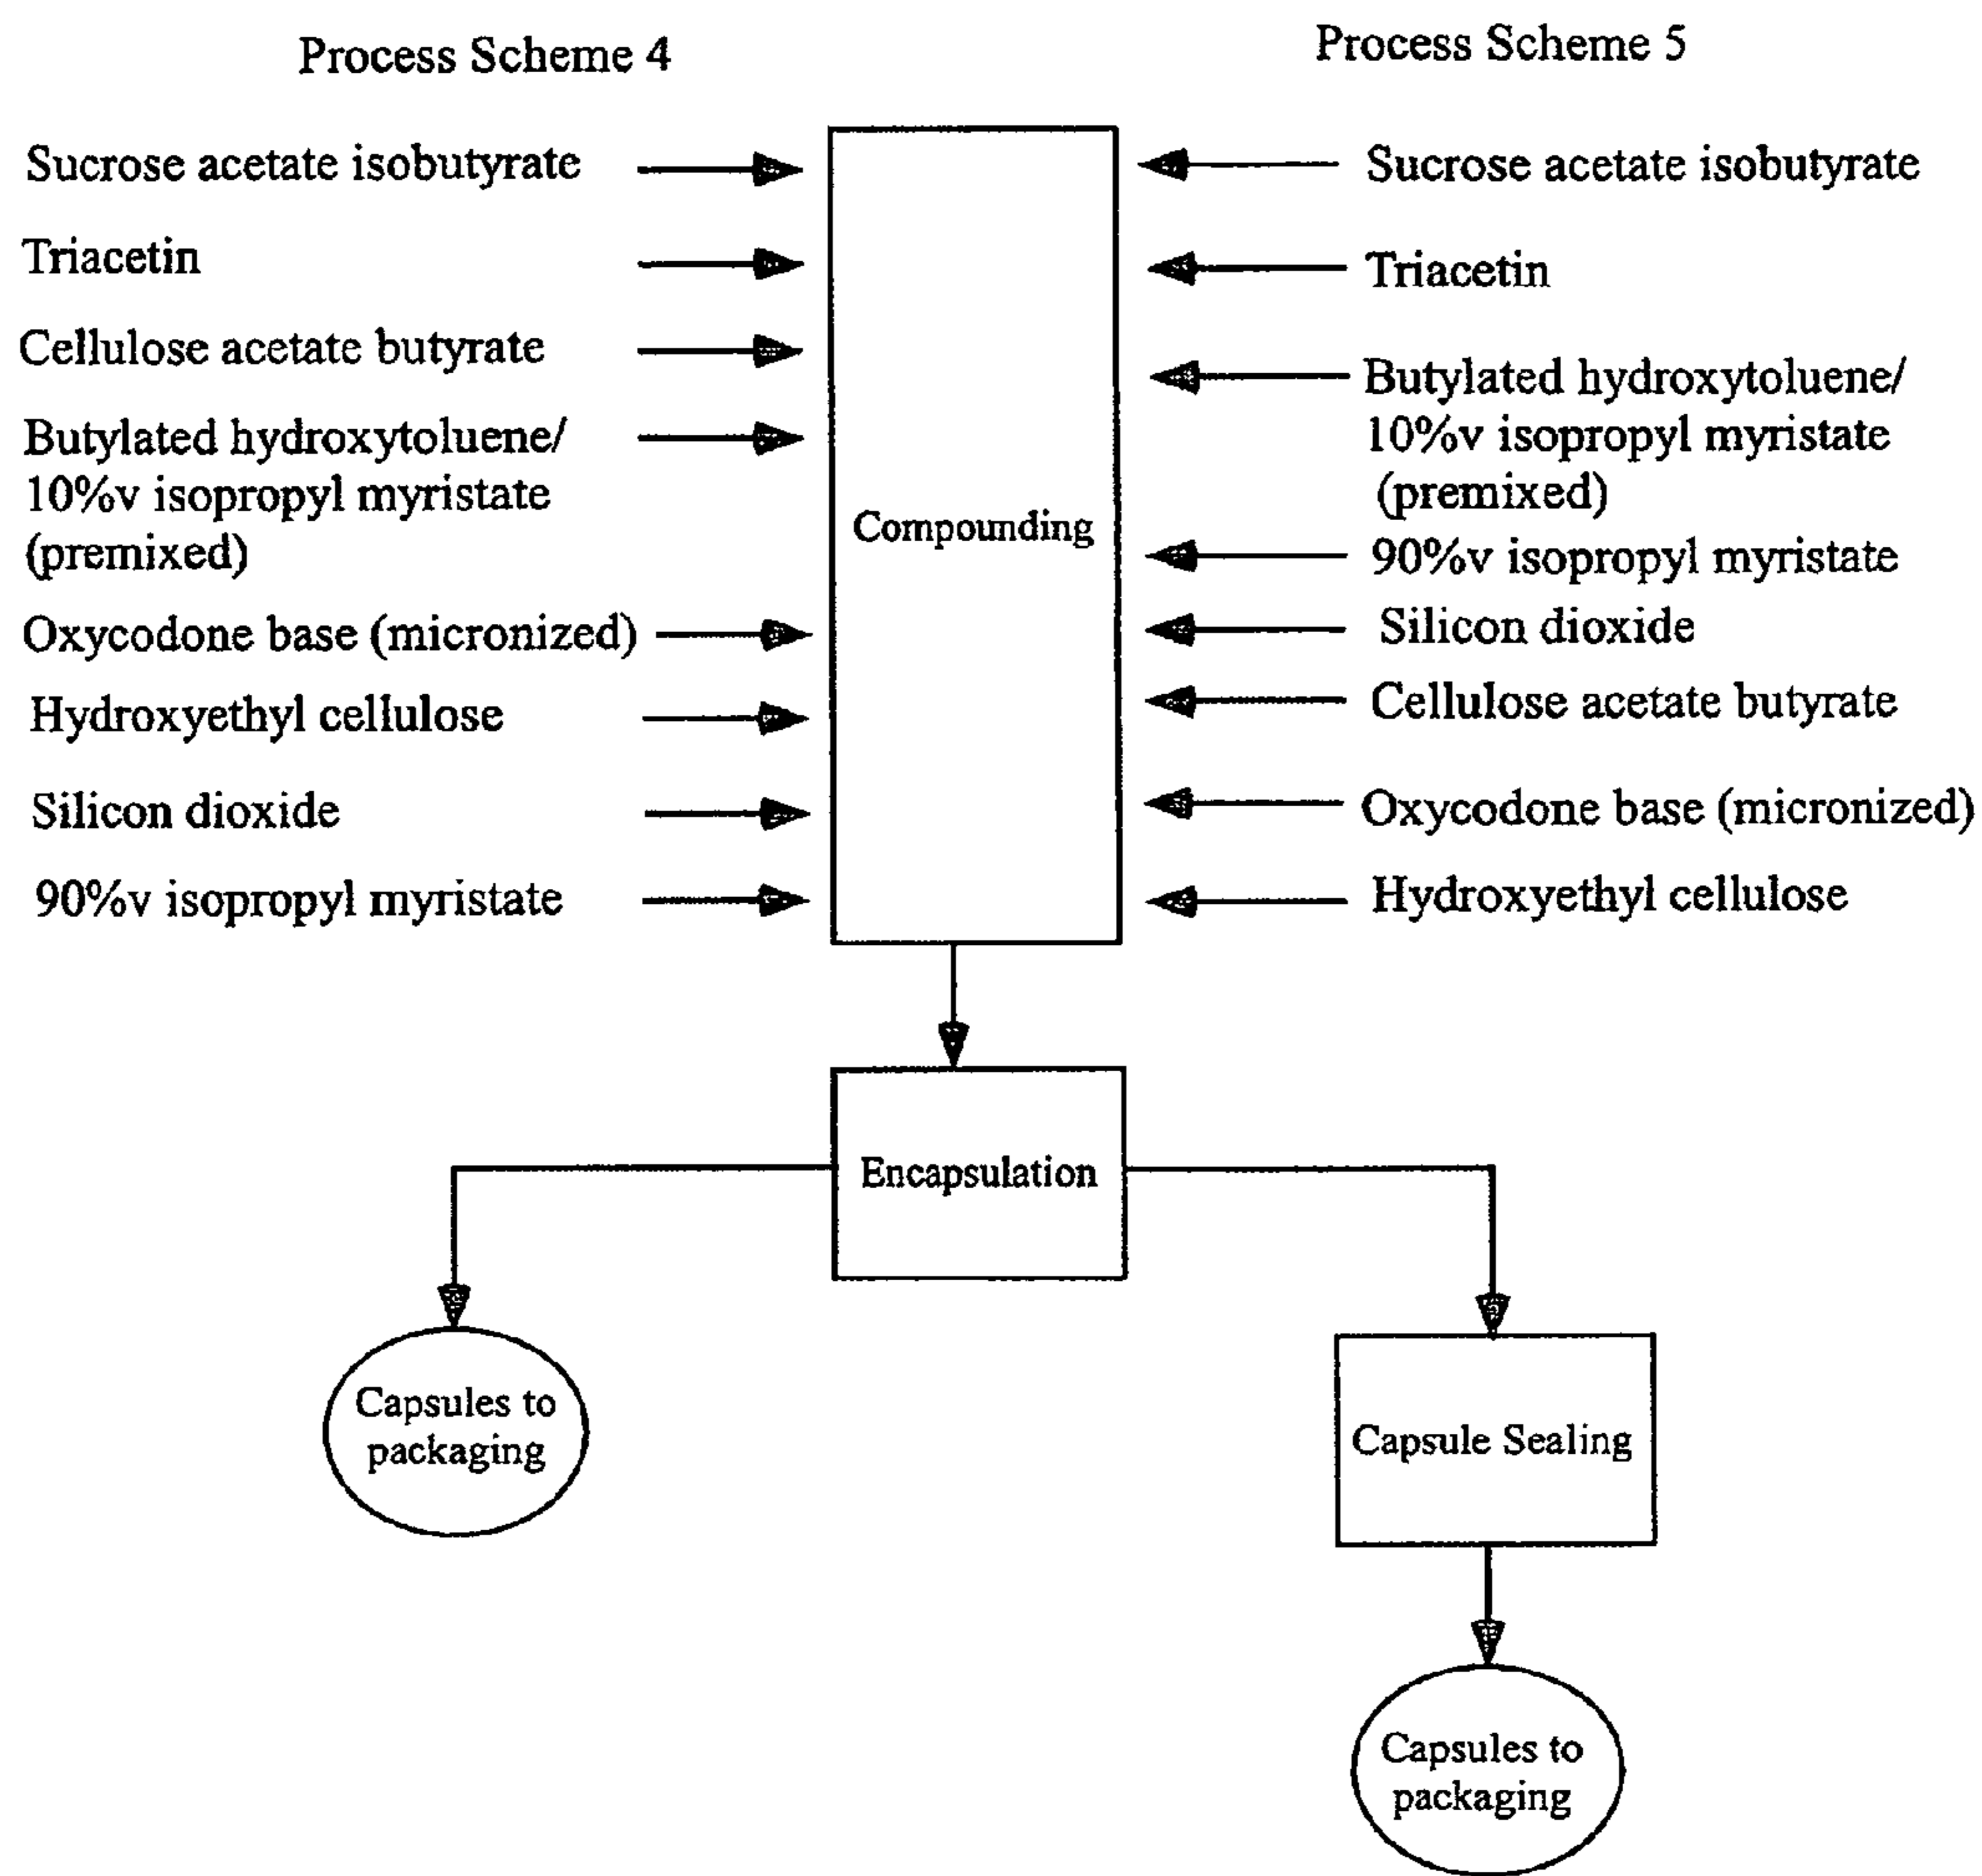 Process Scheme 4
Process Scheme 5
Sucrose acetate isobutyrate
Triacetin
Cellulose acetate butyrate
Butylated hydroxytoluene/
10%v isopropyl myristate
(premixed)
Oxycodone base (micronized)
Hydroxyethyl cellulose
Silicon dioxide
90%v isopropyl myristate
Compounding
Sucrose acetate isobutyrate
Triacetin
Butylated hydroxytoluene/
10%v isopropyl myristate
(premixed)
90%v isopropyl myristate
Silicon dioxide
Cellulose acetate butyrate
Oxycodone base (micronized)
Hydroxyethyl cellulose
Encapsulation
Capsules to
packaging
Capsule Sealing
Capsules to
packaging